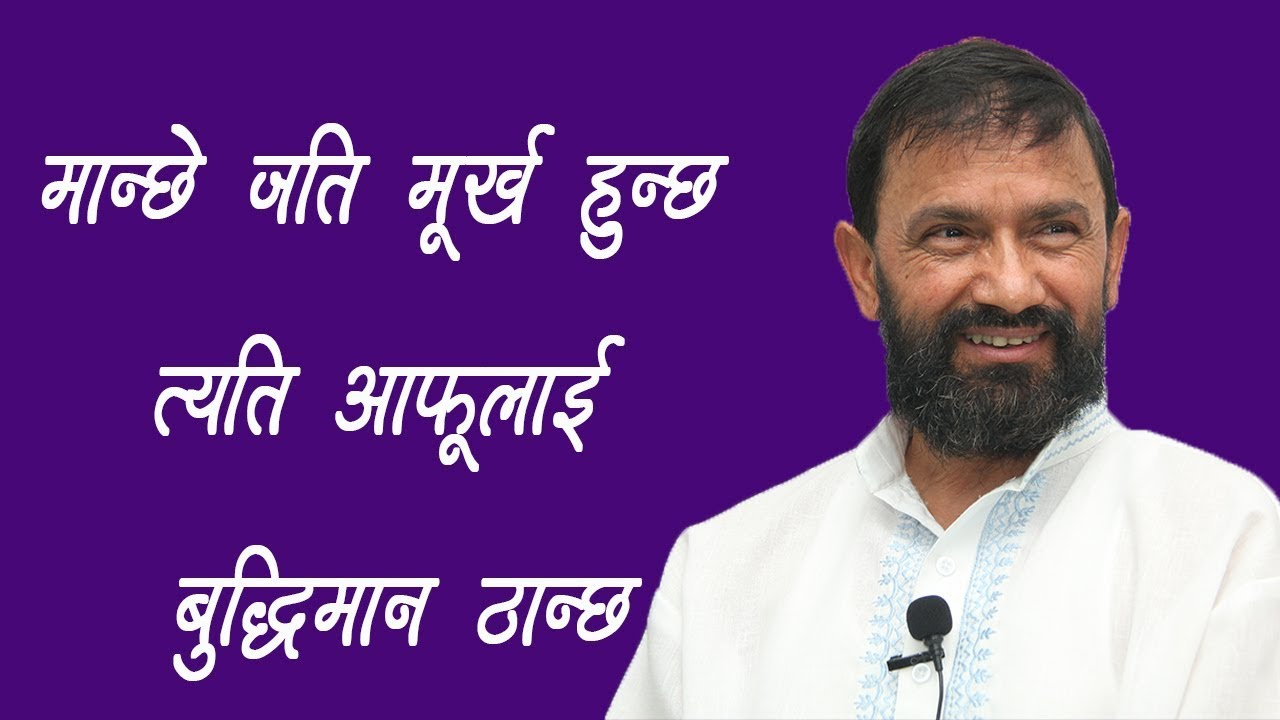 मान्छे जति मूर्ख हुन्छ
त्यति आफूलाई
बुद्धिमान ठान्छ